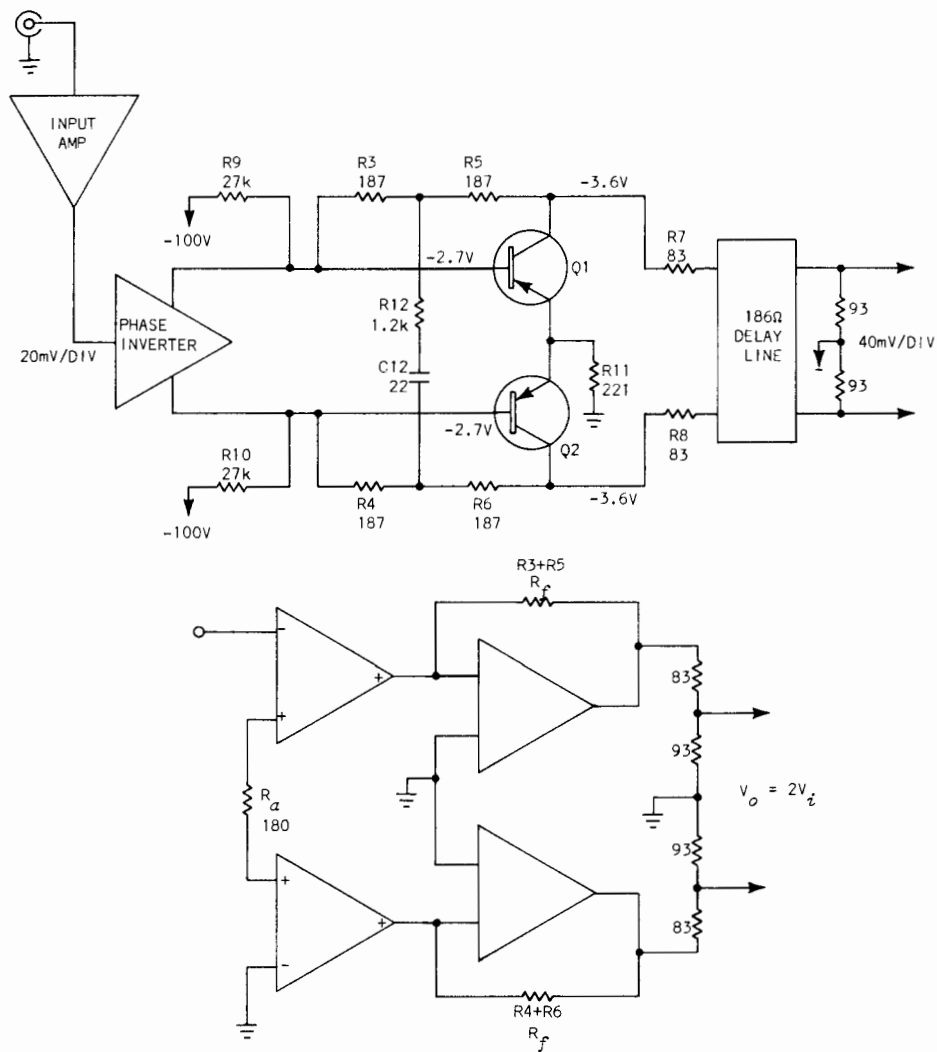 INPUT
AMP
R9
27k
-100V
R3
187
R5
187
-3.6V
R7
83
-2.7V
Q1
R12
1.2k
PHASE
INVERTER
20mV/DIV
C12
22
R11
221
186Ω
DELAY
LINE
93
40mV/DIV
93
-2.7V
Q2
R8
83
R10
27k
-100V
R4
187
R6
187
-3.6V
R3+R5
Rf
-
+
+
83
93
Ra
180
Vo = 2Vi
93
+
+
-
83
R4+R6
Rf